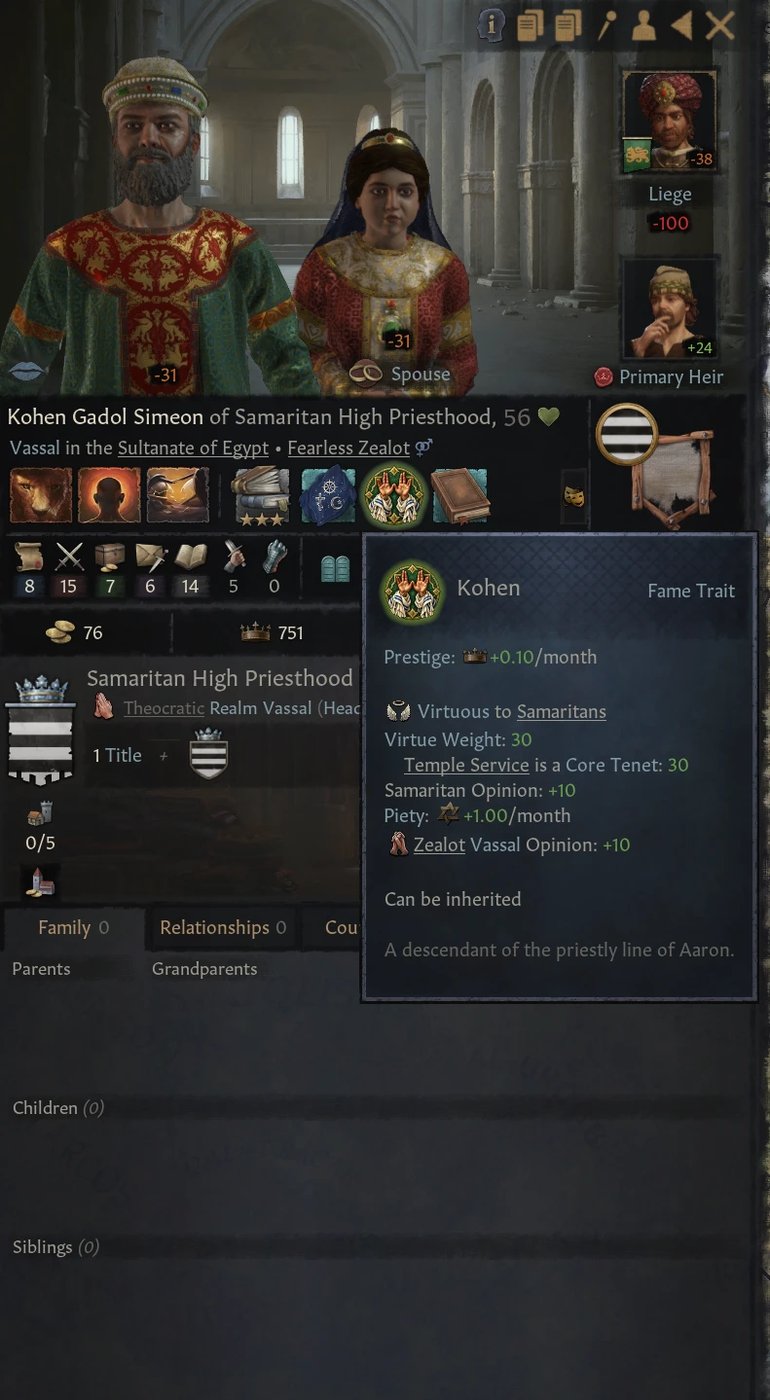 i
-38
Liege
-100
+24
Primary Heir
-31
-31
Spouse
Kohen Gadol Simeon of Samaritan High Priesthood, 56
Vassal in the Sultanate of Egypt • Fearless Zealot
8 15 7 6 14 5 0
76 751
Samaritan High Priesthood
Theocratic Realm Vassal (Head
1 Title +
0/5
Family 0 Relationships 0 Cou
Parents Grandparents
Children (0)
Siblings (0)
Kohen Fame Trait
Prestige: +0.10/month
Virtuous to Samaritans
Virtue Weight: 30
Temple Service is a Core Tenet: 30
Samaritan Opinion: +10
Piety: +1.00/month
Zealot Vassal Opinion: +10
Can be inherited
A descendant of the priestly line of Aaron.